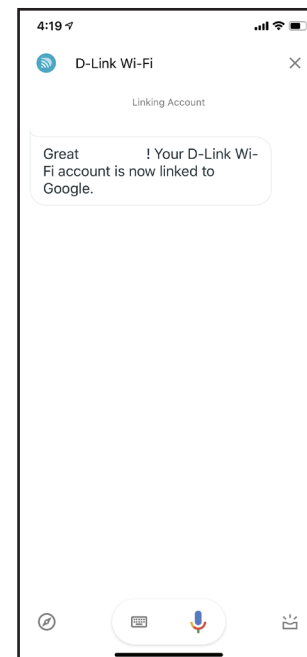 4:19
D-Link Wi-Fi
Linking Account
Great ! Your D-Link Wi-
Fi account is now linked to
Google.